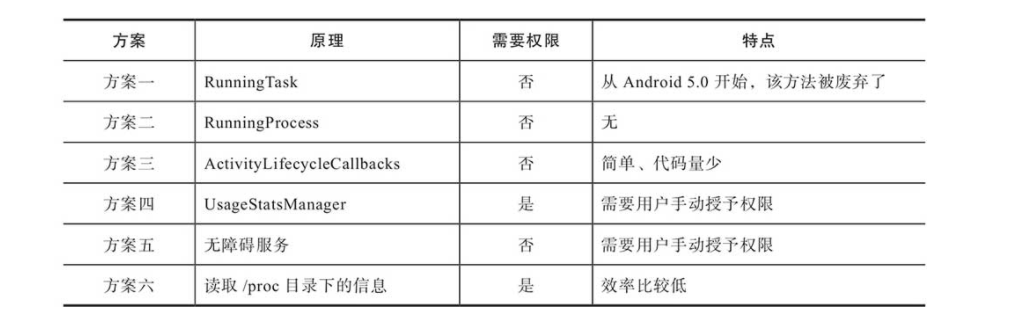 方案 原理 需要权限 特点
方案一 RunningTask 否 从 Android 5.0 开始，该方法被废弃了
方案二 RunningProcess 否 无
方案三 ActivityLifecycleCallbacks 否 简单、代码量少
方案四 UsageStatsManager 是 需要用户手动授予权限
方案五 无障碍服务 否 需要用户手动授予权限
方案六 读取 /proc 目录下的信息 是 效率比较低